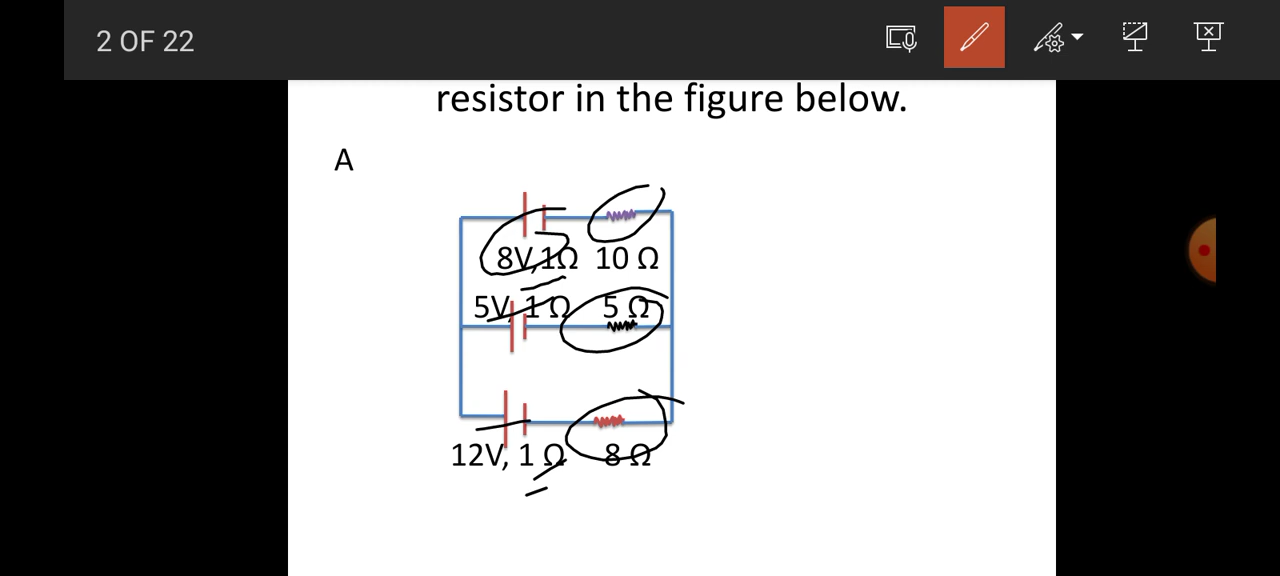 2 OF 22
resistor in the figure below.
A
8V,1Ω 10 Ω
5V, 1 Ω 5 Ω
12V, 1 Ω 8 Ω